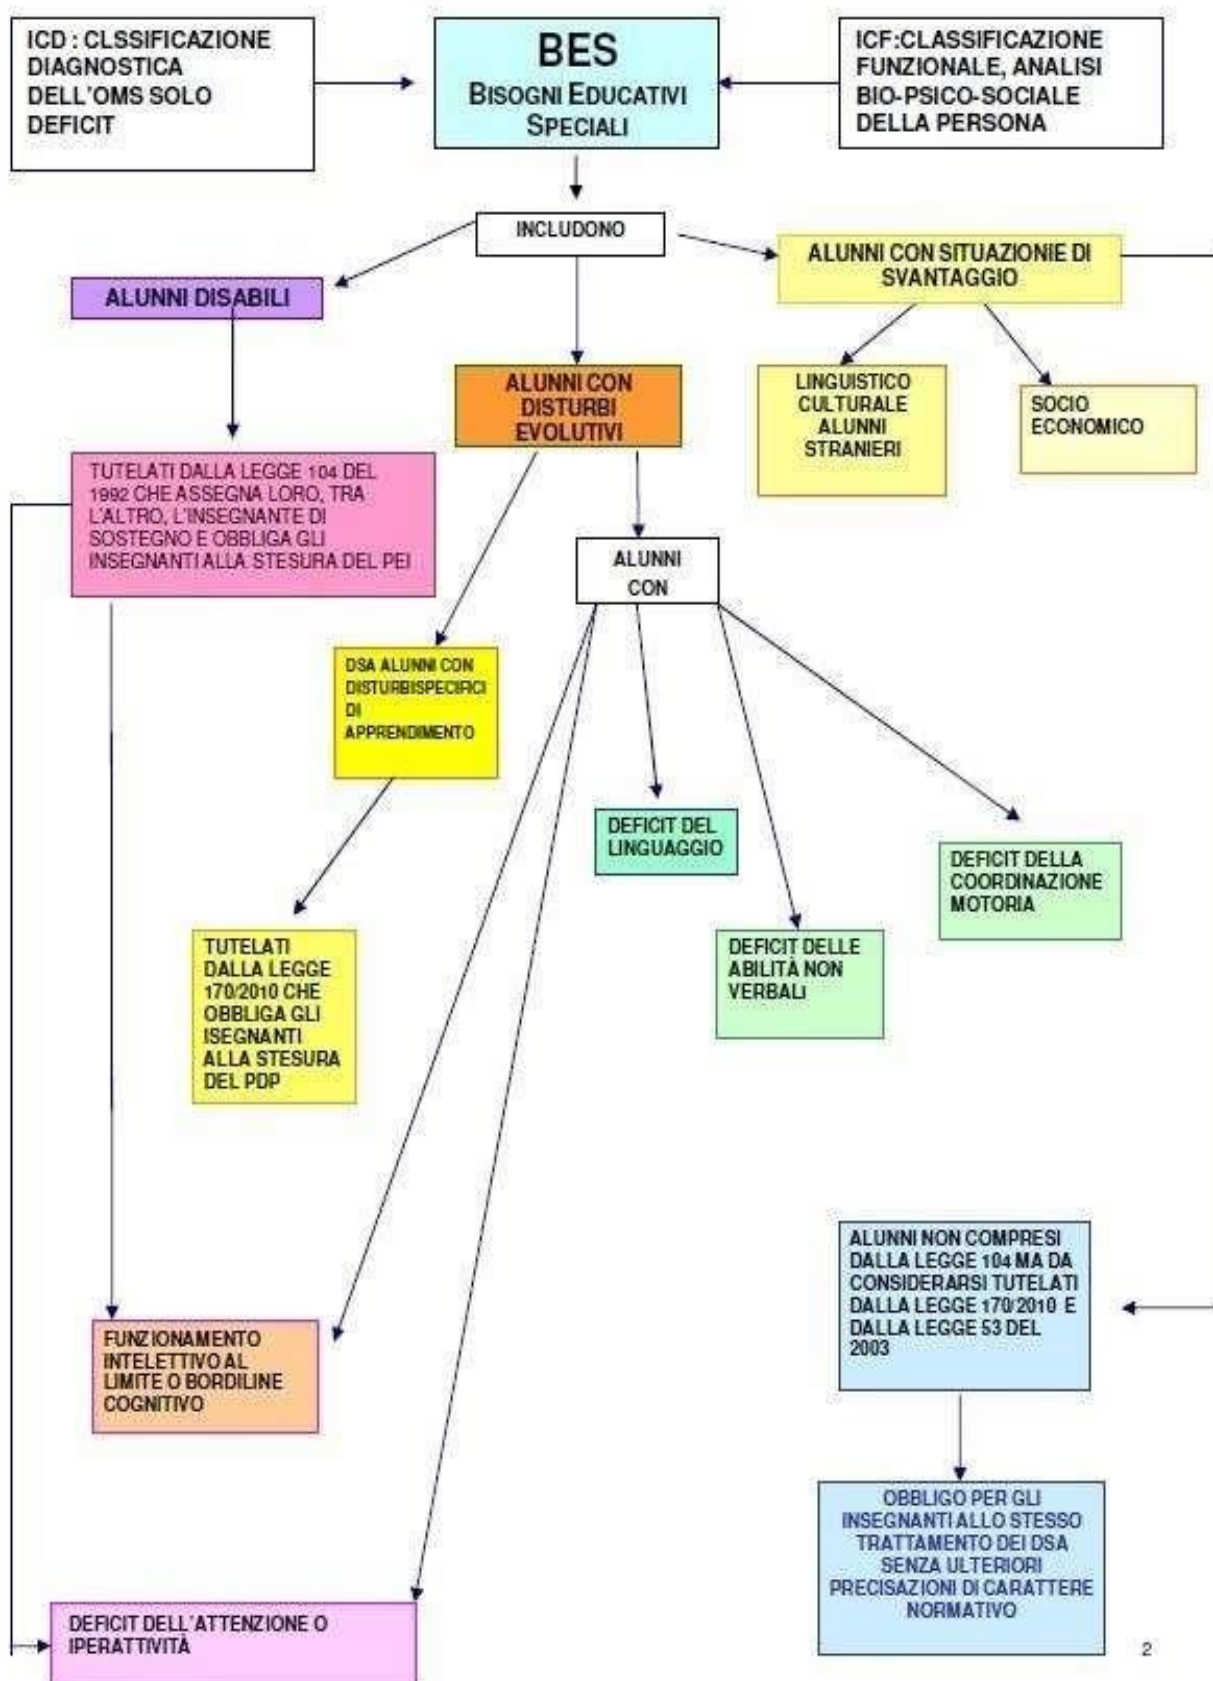 ICD : CLSSIFICAZIONE
DIAGNOSTICA
DELL'OMS SOLO
DEFICIT
BES
BISOGNI EDUCATIVI
SPECIALI
ICF:CLASSIFICAZIONE
FUNZIONALE, ANALISI
BIO-PSICO-SOCIALE
DELLA PERSONA
INCLUDONO
ALUNNI DISABILI
ALUNNI CON SITUAZIONIE DI
SVANTAGGIO
ALUNNI CON
DISTURBI
EVOLUTIVI
LINGUISTICO
CULTURALE
ALUNNI
STRANIERI
SOCIO
ECONOMICO
TUTELATI DALLA LEGGE 104 DEL
1992 CHE ASSEGNA LORO, TRA
L'ALTRO, L'INSEGNANTE DI
SOSTEGNO E OBBLIGA GLI
INSEGNANTI ALLA STESURA DEL PEI
ALUNNI
CON
DSA ALUNNI CON
DISTURBISPECIFICI
DI
APPRENDIMENTO
DEFICIT DEL
LINGUAGGIO
DEFICIT DELLA
COORDINAZIONE
MOTORIA
TUTELATI
DALLA LEGGE
170/2010 CHE
OBBLIGA GLI
ISEGNANTI
ALLA STESURA
DEL PDP
DEFICIT DELLE
ABILITÀ NON
VERBALI
ALUNNI NON COMPRESI
DALLA LEGGE 104 MA DA
CONSIDERARSI TUTELATI
DALLA LEGGE 170/2010 E
DALLA LEGGE 53 DEL
2003
FUNZIONAMENTO
INTELETTIVO AL
LIMITE O BORDILINE
COGNITIVO
OBBLIGO PER GLI
INSEGNANTI ALLO STESSO
TRATTAMENTO DEI DSA
SENZA ULTERIORI
PRECISAZIONI DI CARATTERE
NORMATIVO
DEFICIT DELL'ATTENZIONE O
IPERATTIVITÀ
2